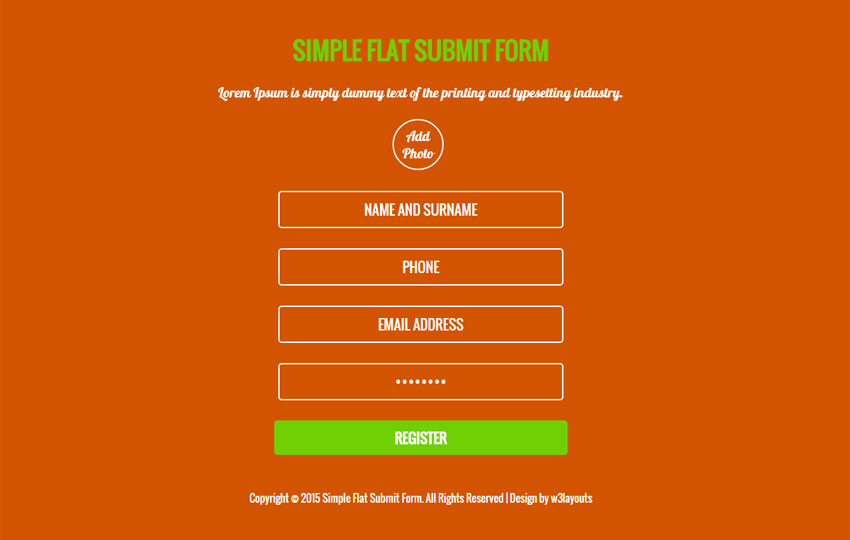 SIMPLE FLAT SUBMIT FORM
Lorem Ipsum is simply dummy text of the printing and typesetting industry.
Add
Photo
NAME AND SURNAME
PHONE
EMAIL ADDRESS
••••••••
REGISTER
Copyright © 2015 Simple Flat Submit Form. All Rights Reserved | Design by w3layouts